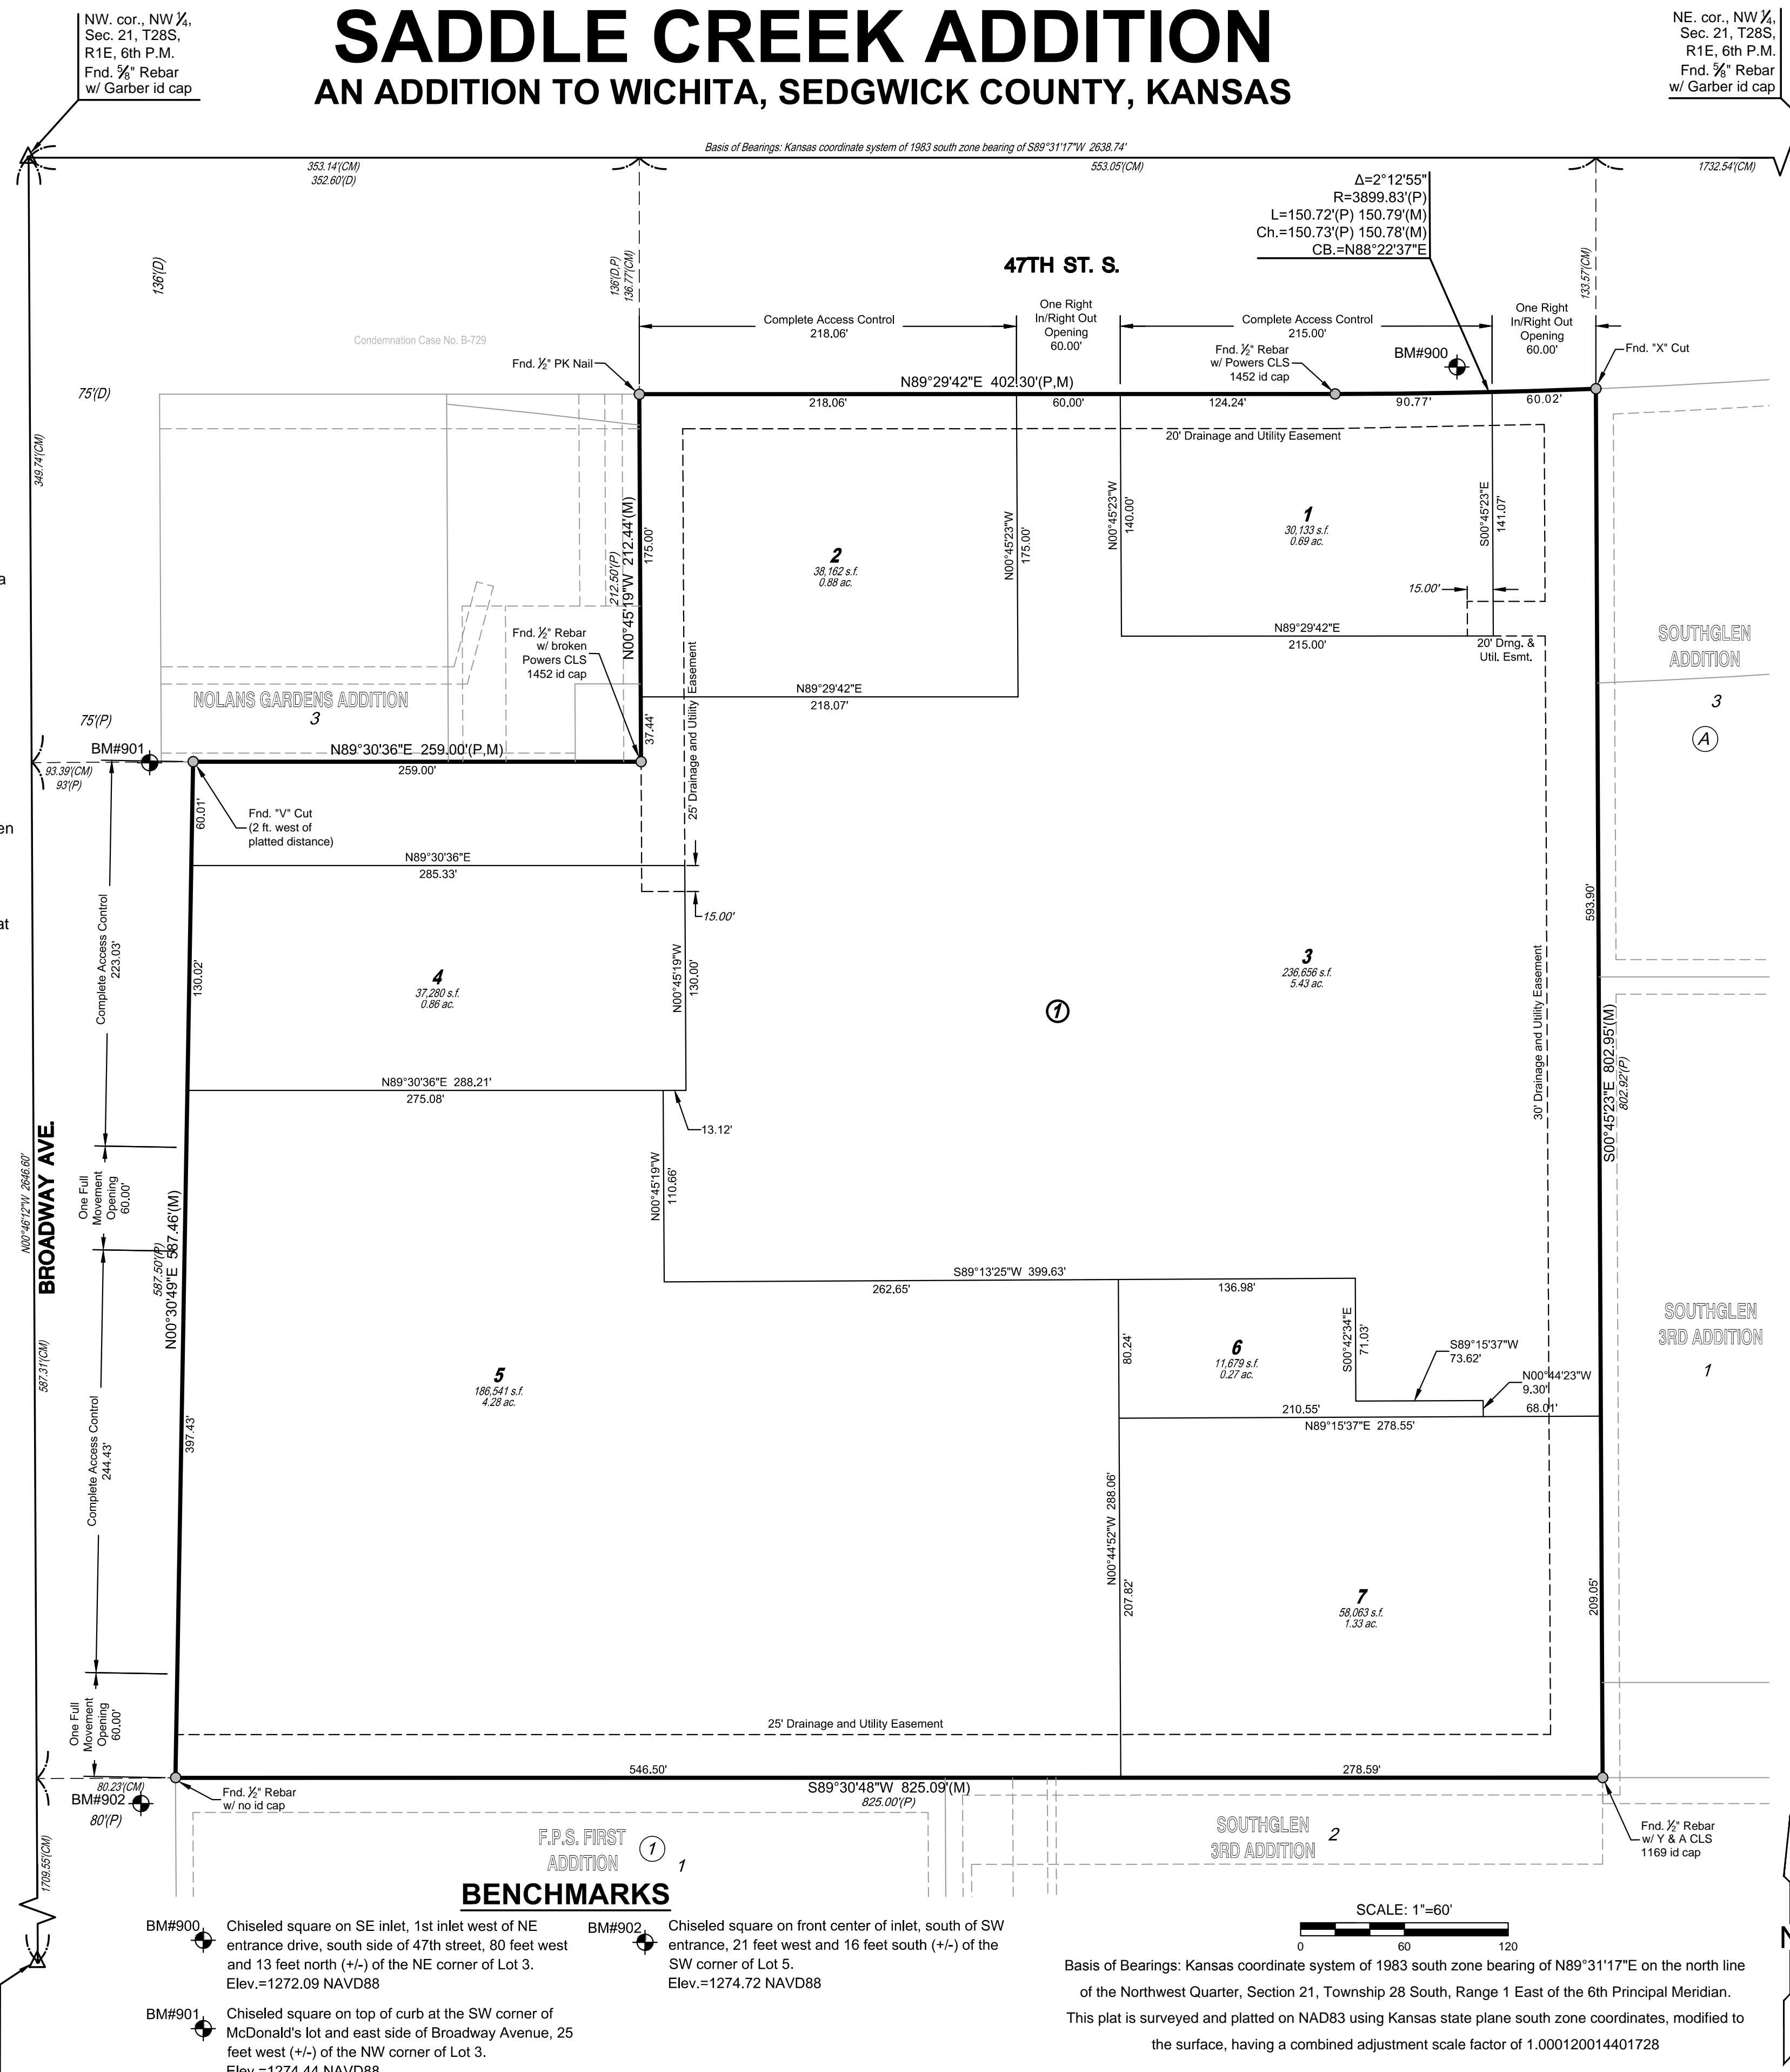 SADDLE CREEK ADDITION
AN ADDITION TO WICHITA, SEDGWICK COUNTY, KANSAS
NW. cor., NW ¼,
Sec. 21, T28S,
R1E, 6th P.M.
Fnd. ⅝" Rebar
w/ Garber id cap
NE. cor., NW ¼,
Sec. 21, T28S,
R1E, 6th P.M.
Fnd. ⅝" Rebar
w/ Garber id cap
Basis of Bearings: Kansas coordinate system of 1983 south zone bearing of S89°31'17"W 2638.74'
353.14'(CM)
352.60'(D)
553.05'(CM)
1732.54'(CM)
Δ=2°12'55"
R=3899.83'(P)
L=150.72'(P) 150.79'(M)
Ch.=150.73'(P) 150.78'(M)
CB.=N88°22'37"E
136'(D)
136'(D,P)
136.77'(CM)
133.57'(CM)
47TH ST. S.
Complete Access Control
218.06'
One Right
In/Right Out
Opening
60.00'
Complete Access Control
215.00'
One Right
In/Right Out
Opening
60.00'
Condemnation Case No. B-729
Fnd. ½" PK Nail
Fnd. ½" Rebar
w/ Powers CLS
1452 id cap
BM#900
Fnd. "X" Cut
75'(D)
N89°29'42"E 402.30'(P,M)
218.06'
60.00'
124.24'
90.77'
60.02'
349.74'(CM)
20' Drainage and Utility Easement
N00°45'19"W 212.44'(M)
212.50'(P)
175.00'
2
38,162 s.f.
0.88 ac.
N00°45'23"W
175.00'
N00°45'23"W
140.00'
1
30,133 s.f.
0.69 ac.
S00°45'23"E
141.07'
15.00'
a
N89°29'42"E
215.00'
20' Drng. &
Util. Esmt.
SOUTHGLEN
ADDITION
3
A
Fnd. ½" Rebar
w/ broken
Powers CLS
1452 id cap
N89°29'42"E
218.07'
NOLANS GARDENS ADDITION
3
75'(P)
37.44'
25' Drainage and Utility Easement
BM#901
N89°30'36"E 259.00'(P,M)
259.00'
93.39'(CM)
93'(P)
60.01'
Fnd. "V" Cut
(2 ft. west of
platted distance)
en
N89°30'36"E
285.33'
15.00'
at
Complete Access Control
223.03'
130.02'
4
37,280 s.f.
0.86 ac.
N00°45'19"W
130.00'
3
236,656 s.f.
5.43 ac.
593.90'
1
30' Drainage and Utility Easement
S00°45'23"E 802.95'(M)
802.92'(P)
N89°30'36"E 288.21'
275.08'
13.12'
BROADWAY AVE.
N00°46'12"W 2646.60'
One Full
Movement
Opening
60.00'
N00°45'19"W
110.66'
N00°30'49"E 587.46'(M)
587.50'(P)
S89°13'25"W 399.63'
262.65'
136.98'
587.31'(CM)
5
186,541 s.f.
4.28 ac.
80.24'
6
11,679 s.f.
0.27 ac.
S00°42'34"E
71.03'
S89°15'37"W
73.62'
N00°44'23"W
9.30'
210.55'
68.01'
N89°15'37"E 278.55'
SOUTHGLEN
3RD ADDITION
1
Complete Access Control
244.43'
397.43'
N00°44'52"W 288.06'
207.82'
7
58,063 s.f.
1.33 ac.
209.05'
One Full
Movement
Opening
60.00'
25' Drainage and Utility Easement
546.50'
278.59'
S89°30'48"W 825.09'(M)
825.00'(P)
80.23'(CM)
BM#902
80'(P)
Fnd. ½" Rebar
w/ no id cap
1709.55'(CM)
F.P.S. FIRST
ADDITION
1
1
SOUTHGLEN
3RD ADDITION
2
Fnd. ½" Rebar
w/ Y & A CLS
1169 id cap
BENCHMARKS
BM#900
Chiseled square on SE inlet, 1st inlet west of NE
entrance drive, south side of 47th street, 80 feet west
and 13 feet north (+/-) of the NE corner of Lot 3.
Elev.=1272.09 NAVD88
BM#901
Chiseled square on top of curb at the SW corner of
McDonald's lot and east side of Broadway Avenue, 25
feet west (+/-) of the NW corner of Lot 3.
Elev.=1274.44 NAVD88
BM#902
Chiseled square on front center of inlet, south of SW
entrance, 21 feet west and 16 feet south (+/-) of the
SW corner of Lot 5.
Elev.=1274.72 NAVD88
SCALE: 1"=60'
0 60 120
Basis of Bearings: Kansas coordinate system of 1983 south zone bearing of N89°31'17"E on the north line
of the Northwest Quarter, Section 21, Township 28 South, Range 1 East of the 6th Principal Meridian.
This plat is surveyed and platted on NAD83 using Kansas state plane south zone coordinates, modified to
the surface, having a combined adjustment scale factor of 1.000120014401728